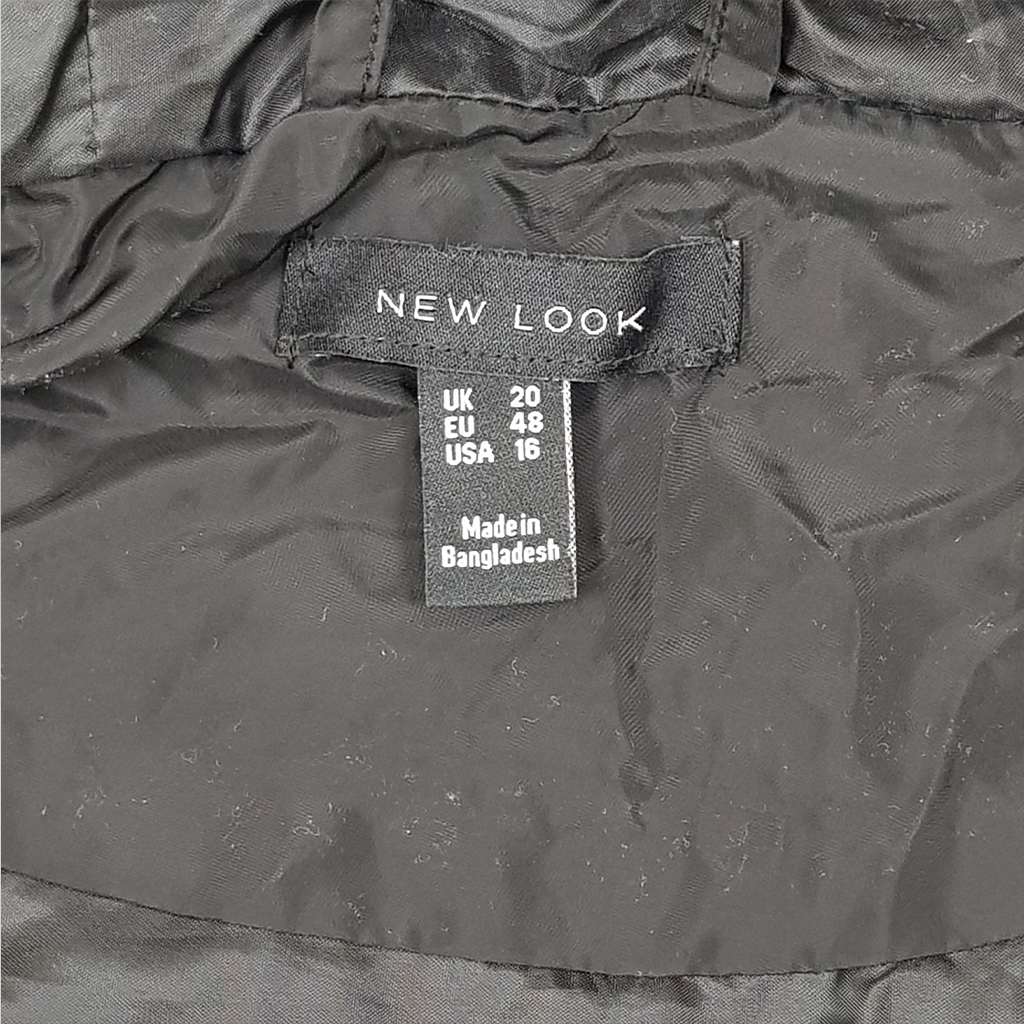 NEW LOOK
UK 20
EU 48
USA 16
Made in
Bangladesh